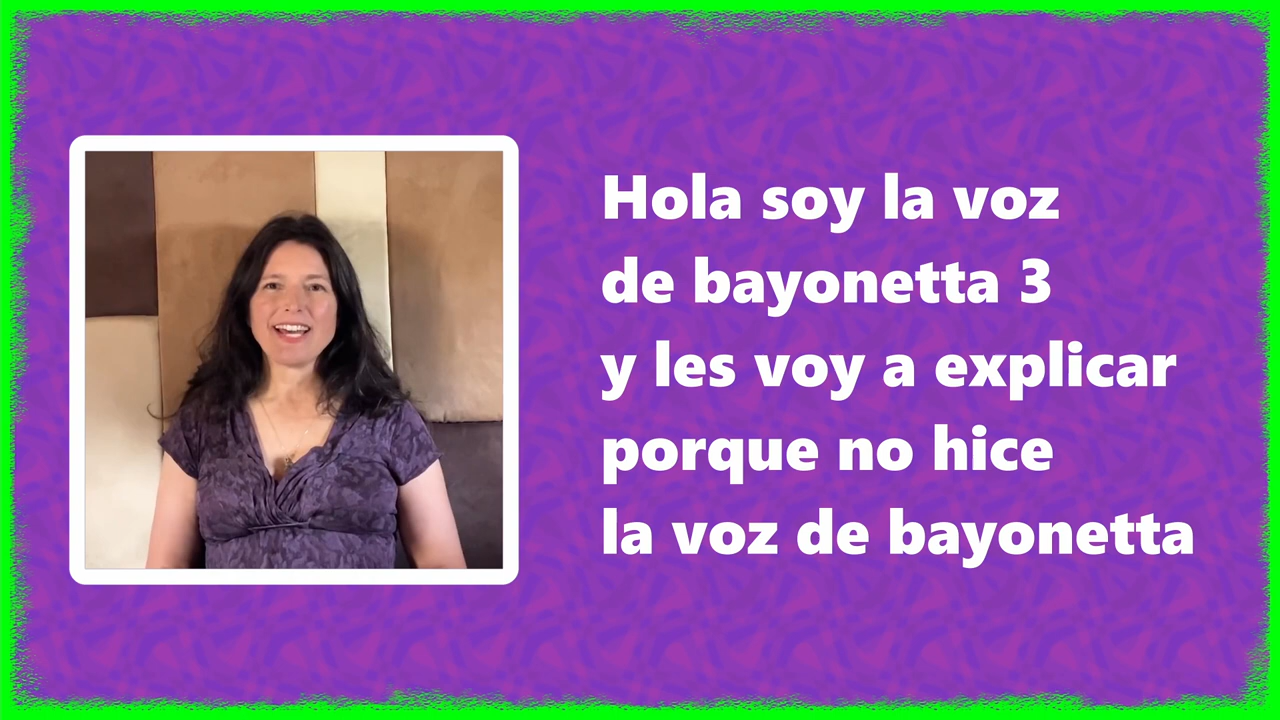 Hola soy la voz
de bayonetta 3
y les voy a explicar
porque no hice
la voz de bayonetta